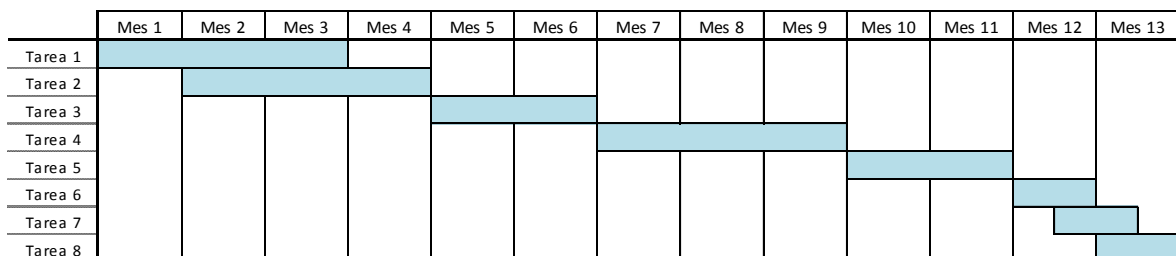 Mes 1 Mes 2 Mes 3 Mes 4 Mes 5 Mes 6 Mes 7 Mes 8 Mes 9 Mes 10 Mes 11 Mes 12 Mes 13
Tarea 1
Tarea 2
Tarea 3
Tarea 4
Tarea 5
Tarea 6
Tarea 7
Tarea 8